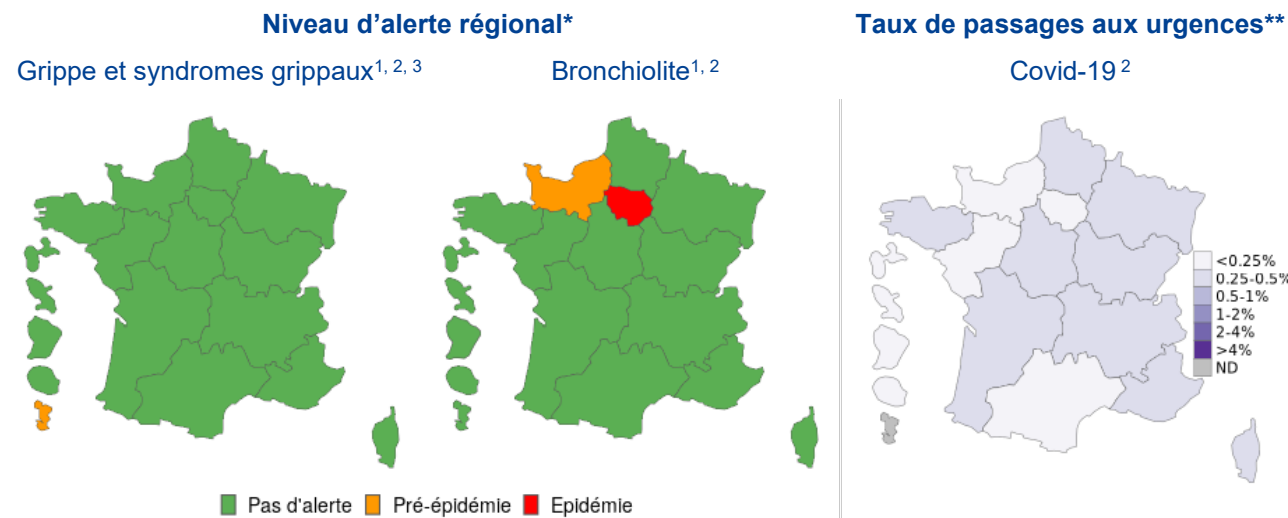 Niveau d’alerte régional*
Taux de passages aux urgences**
Grippe et syndromes grippaux1, 2, 3
Bronchiolite1, 2
Covid-19 2
<0.25%
0.25-0.5%
0.5-1%
1-2%
2-4%
>4%
ND
Pas d'alerte
Pré-épidémie
Epidémie